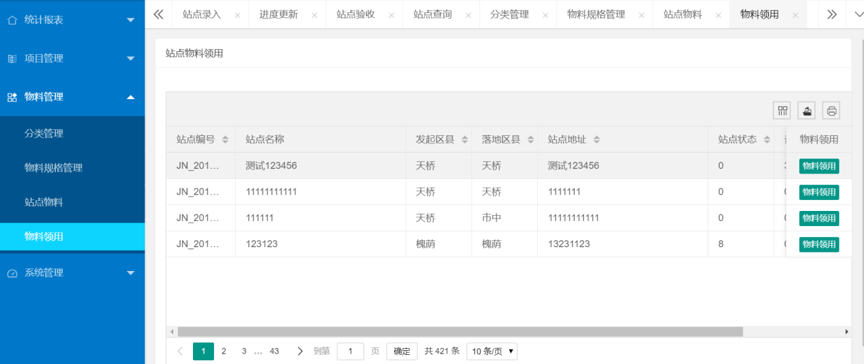 统计报表
项目管理
物料管理
分类管理
物料规格管理
站点物料
物料领用
系统管理
站点录入 进度更新 站点验收 站点查询 分类管理 物料规格管理 站点物料 物料领用
站点物料领用
站点编号 站点名称 发起区县 落地区县 站点地址 站点状态 物料领用
JN_201... 测试123456 天桥 天桥 测试123456 0 物料领用
JN_201... 11111111111 天桥 天桥 1111111 0 物料领用
JN_201... 111111 天桥 市中 11111111111 0 物料领用
JN_201... 123123 槐荫 槐荫 13231123 8 物料领用
1 2 3 ... 43 到第 1 页 确定 共 421 条 10 条/页